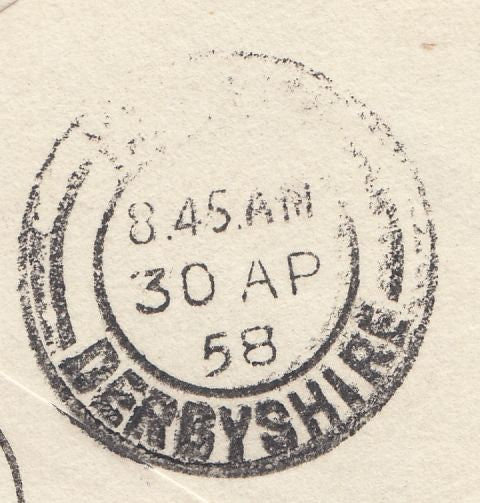 8.45.AM
30 AP
58
DERBYSHIRE